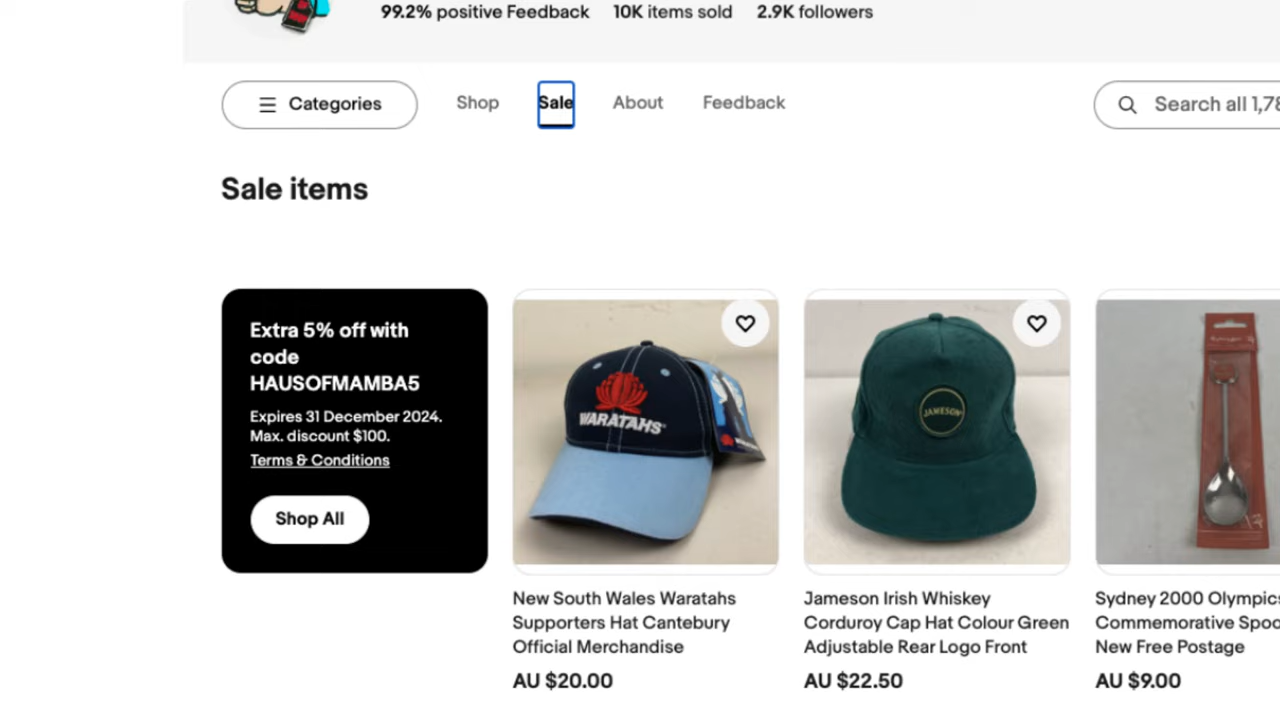 99.2% positive Feedback 10K items sold 2.9K followers
Categories Shop Sale About Feedback Search all 1,78
Sale items
Extra 5% off with
code
HAUSOFMAMBA5
Expires 31 December 2024.
Max. discount $100.
Terms & Conditions
Shop All
WARATAHS
JAMESON
New South Wales Waratahs
Supporters Hat Cantebury
Official Merchandise
AU $20.00
Jameson Irish Whiskey
Corduroy Cap Hat Colour Green
Adjustable Rear Logo Front
AU $22.50
Sydney 2000 Olympics
Commemorative Spoo
New Free Postage
AU $9.00